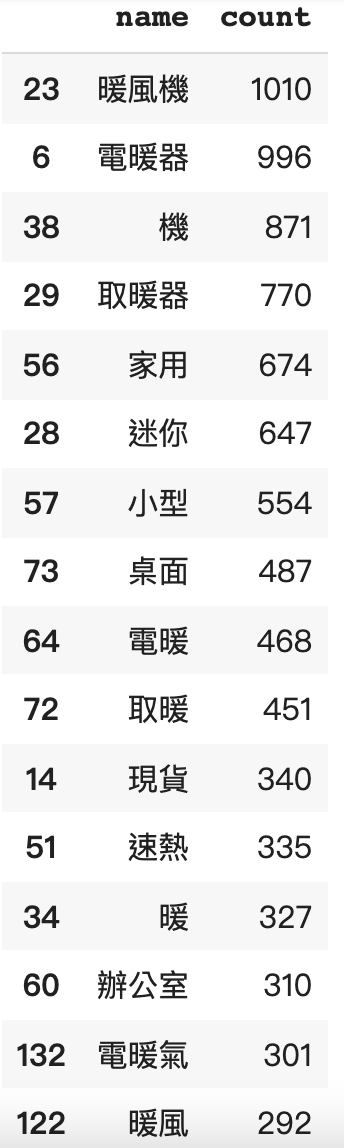 name count
23 暖風機 1010
6 電暖器 996
38 機 871
29 取暖器 770
56 家用 674
28 迷你 647
57 小型 554
73 桌面 487
64 電暖 468
72 取暖 451
14 現貨 340
51 速熱 335
34 暖 327
60 辦公室 310
132 電暖氣 301
122 暖風 292